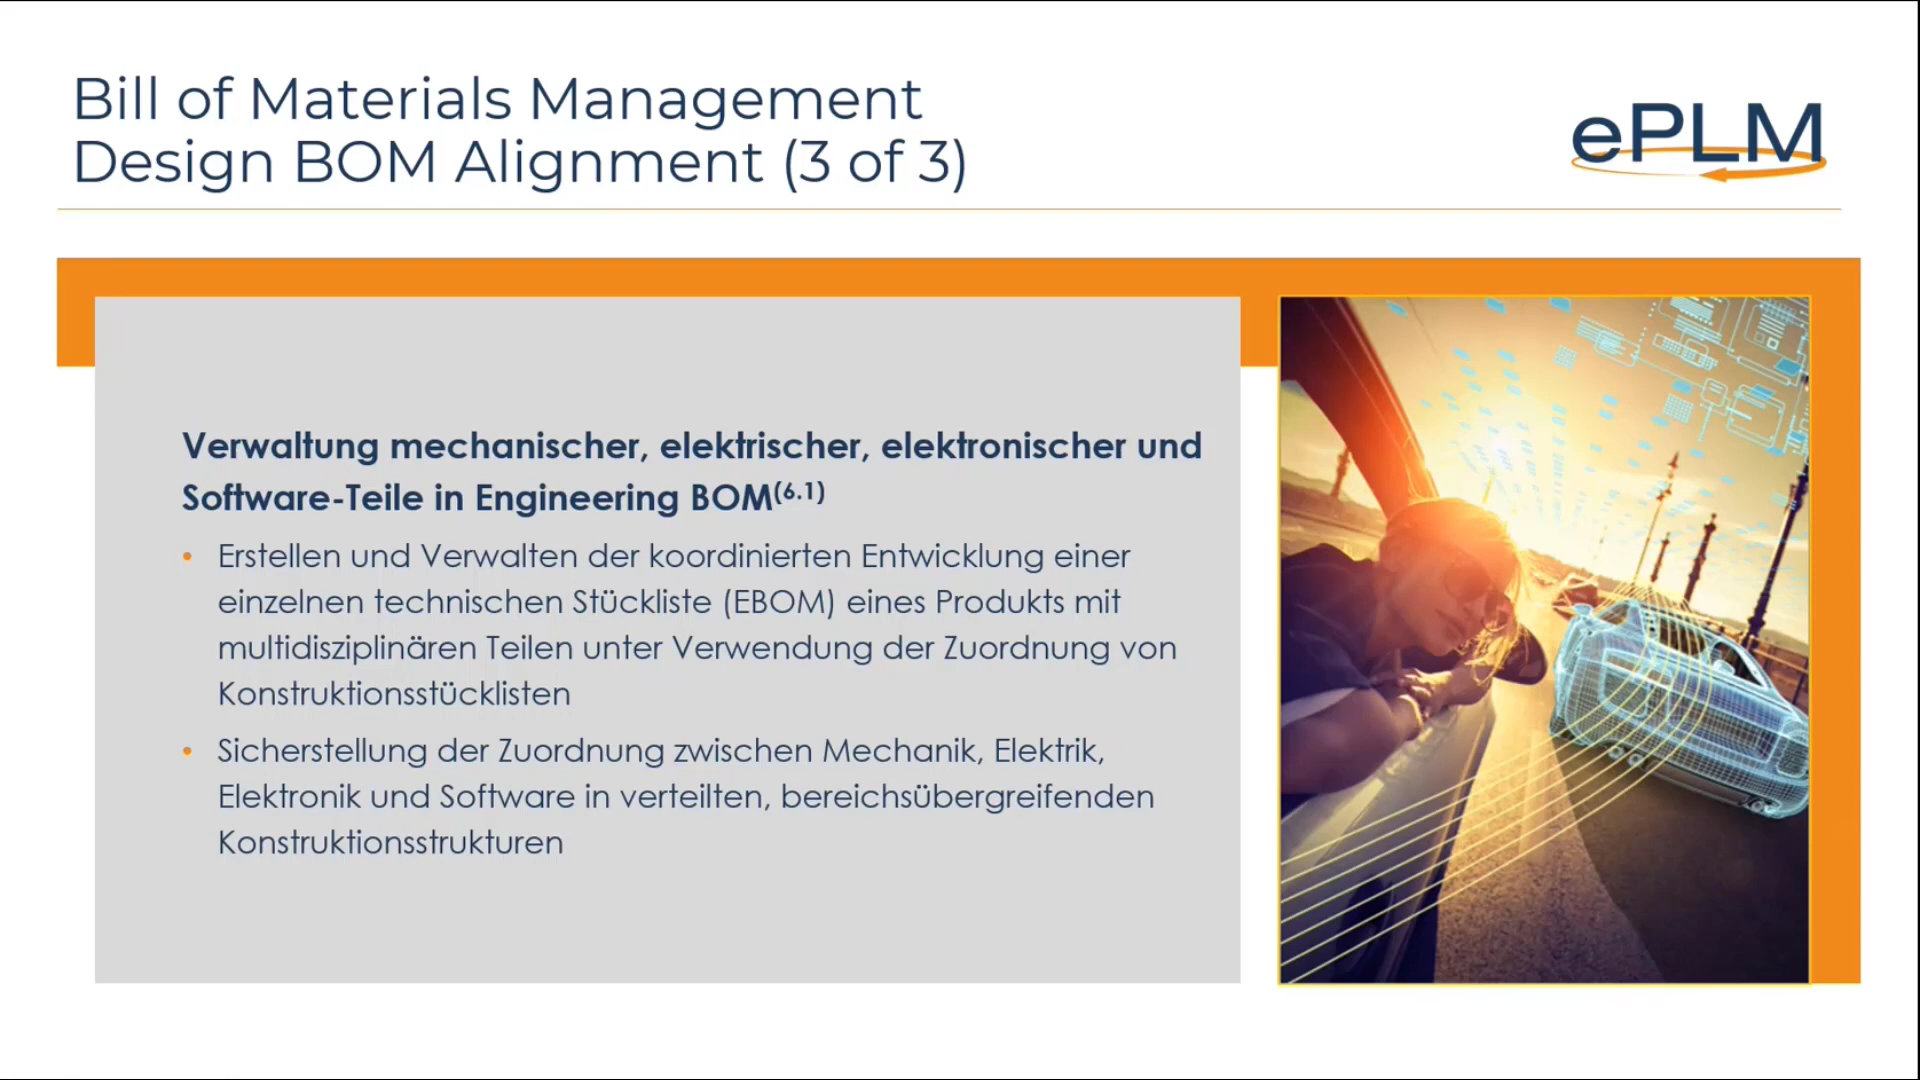 Bill of Materials Management
Design BOM Alignment (3 of 3)
ePLM
Verwaltung mechanischer, elektrischer, elektronischer und
Software-Teile in Engineering BOM(6.1)
• Erstellen und Verwalten der koordinierten Entwicklung einer
einzelnen technischen Stückliste (EBOM) eines Produkts mit
multidisziplinären Teilen unter Verwendung der Zuordnung von
Konstruktionsstücklisten
• Sicherstellung der Zuordnung zwischen Mechanik, Elektrik,
Elektronik und Software in verteilten, bereichsübergreifenden
Konstruktionsstrukturen